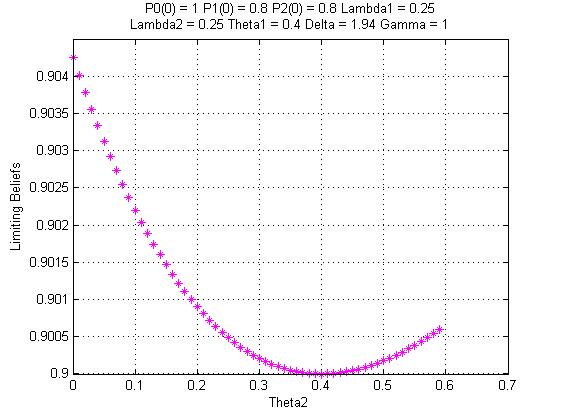 P0(0) = 1 P1(0) = 0.8 P2(0) = 0.8 Lambda1 = 0.25
Lambda2 = 0.25 Theta1 = 0.4 Delta = 1.94 Gamma = 1
0.904
0.9035
0.903
0.9025
0.902
0.9015
0.901
0.9005
0.9
Limiting Beliefs
0 0.1 0.2 0.3 0.4 0.5 0.6 0.7
Theta2